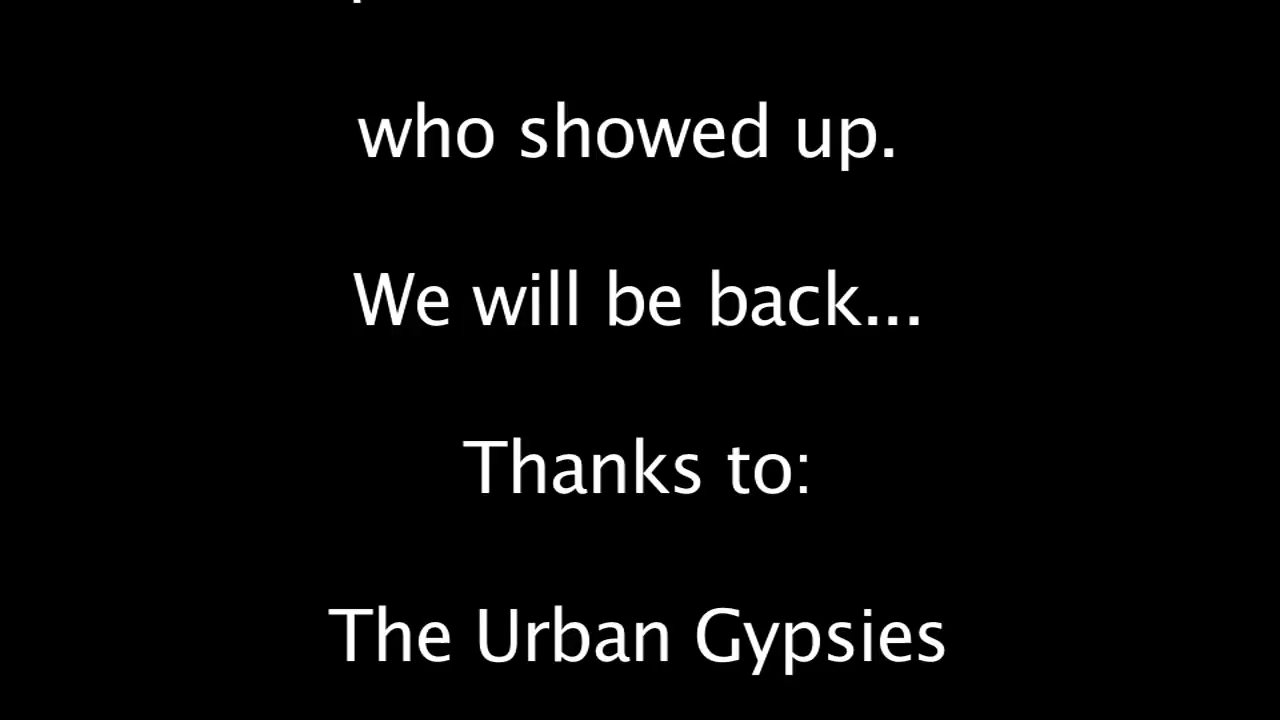 who showed up.
We will be back...
Thanks to:
The Urban Gypsies